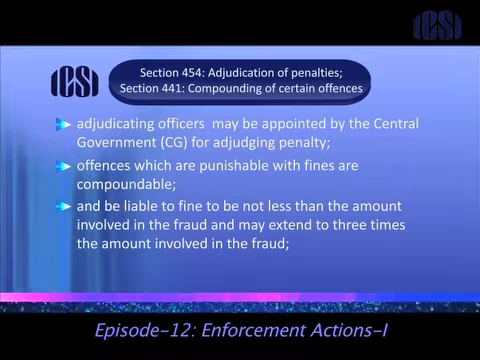 ICSI
ICSI
Section 454: Adjudication of penalties;
Section 441: Compounding of certain offences
adjudicating officers may be appointed by the Central
Government (CG) for adjudging penalty;
offences which are punishable with fines are
compoundable;
and be liable to fine to be not less than the amount
involved in the fraud and may extend to three times
the amount involved in the fraud;
Episode-12: Enforcement Actions-I